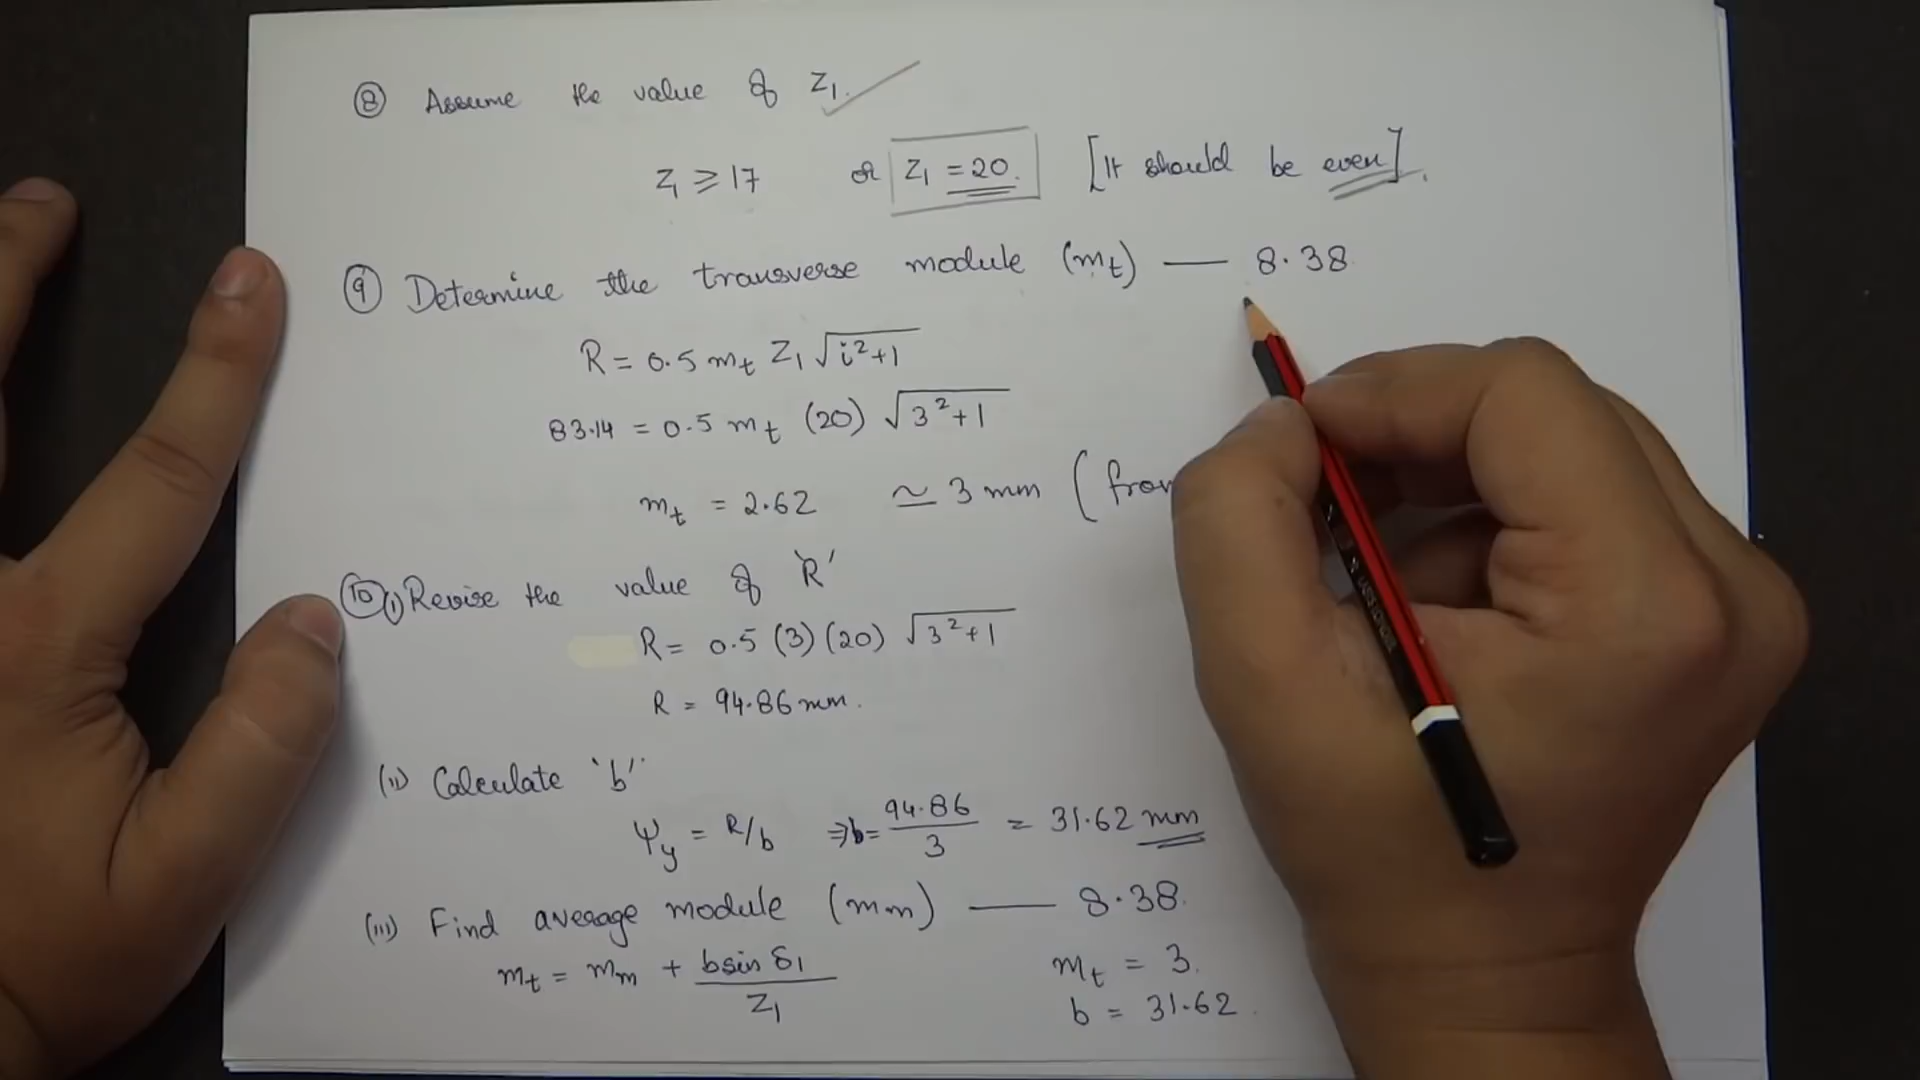 ⑧ Assume the value of Z₁.
Z₁ ⩾ 17 or Z₁ = 20. [It should be even].
⑨ Determine the transverse module (mₜ) — 8.38
R = 0.5 mₜ Z₁ √(i²+1)
83.14 = 0.5 mₜ (20) √(3²+1)
mₜ = 2.62 ≃ 3 mm (
⑩ (i) Revise the value of 'R'
R = 0.5 (3) (20) √(3²+1)
R = 94.86 mm.
(ii) Calculate 'b'
Ψy = R/b ⇒ b = 94.86/3 = 31.62 mm
(iii) Find average module (mm) — 8.38.
mₜ = mm + b sin δ₁/Z₁ mₜ = 3.
b = 31.62.